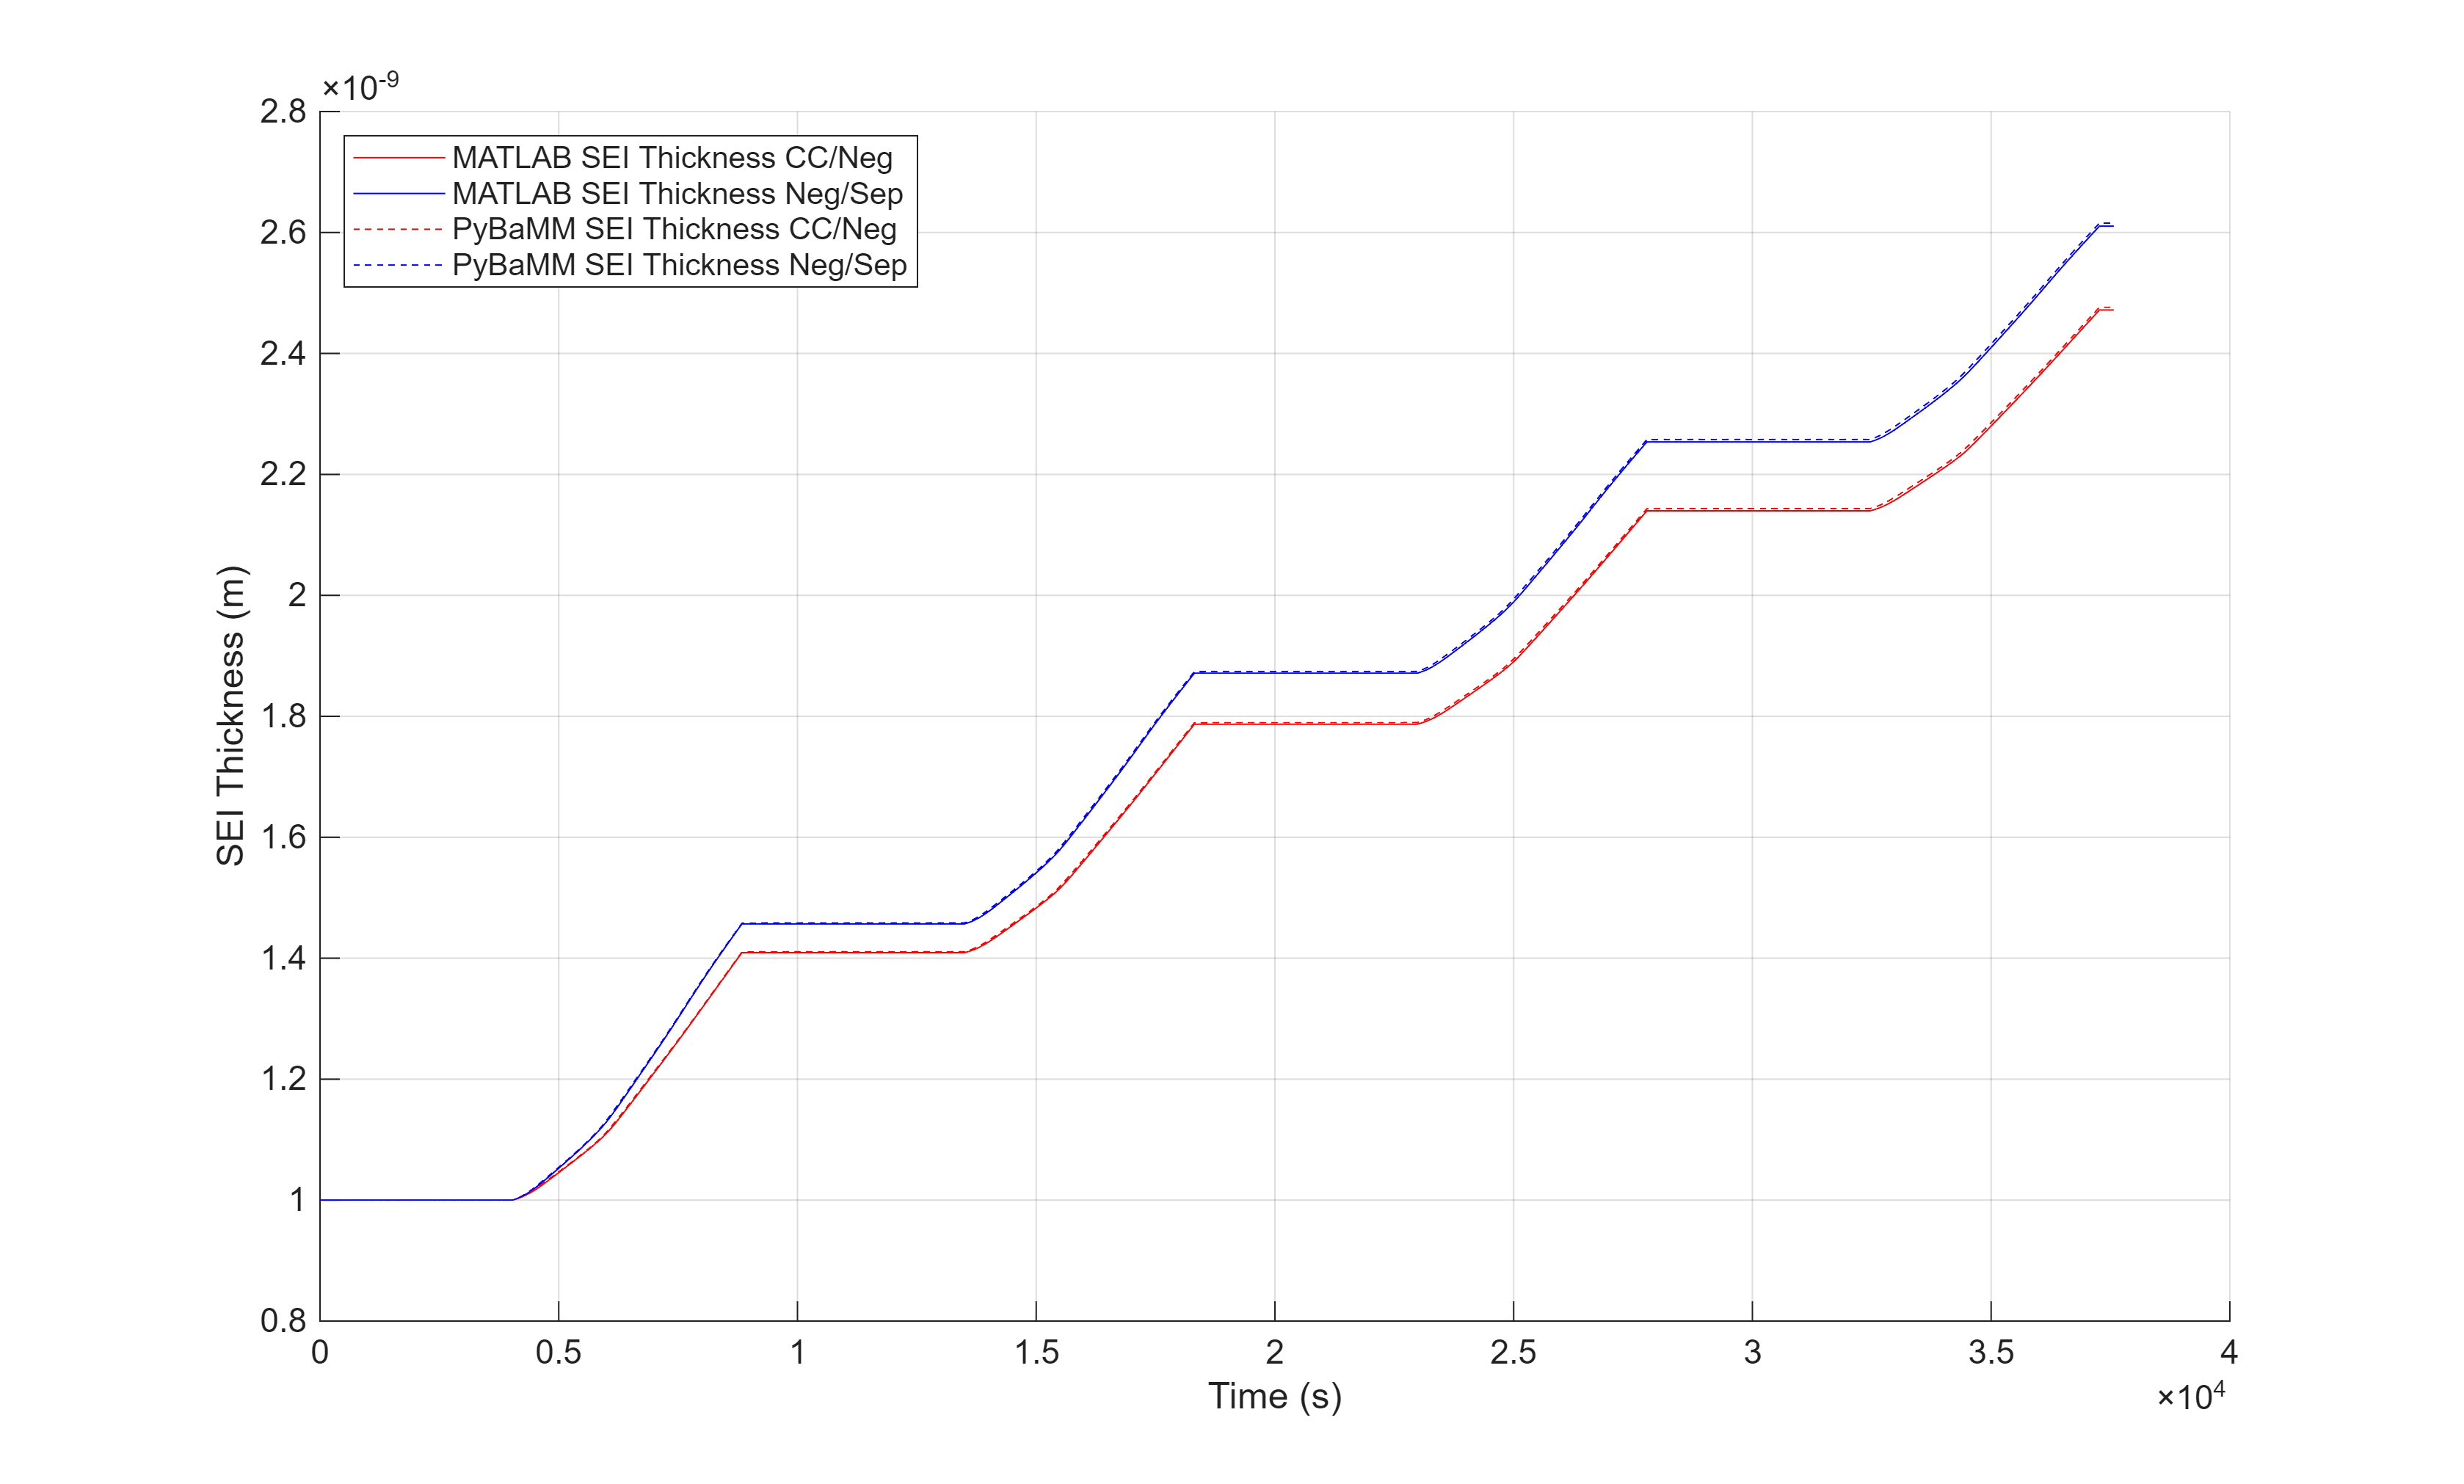 ×10⁻⁹
2.8
2.6
2.4
2.2
2
1.8
1.6
1.4
1.2
1
0.8
SEI Thickness (m)
MATLAB SEI Thickness CC/Neg
MATLAB SEI Thickness Neg/Sep
PyBaMM SEI Thickness CC/Neg
PyBaMM SEI Thickness Neg/Sep
0 0.5 1 1.5 2 2.5 3 3.5 4
Time (s)
×10⁴